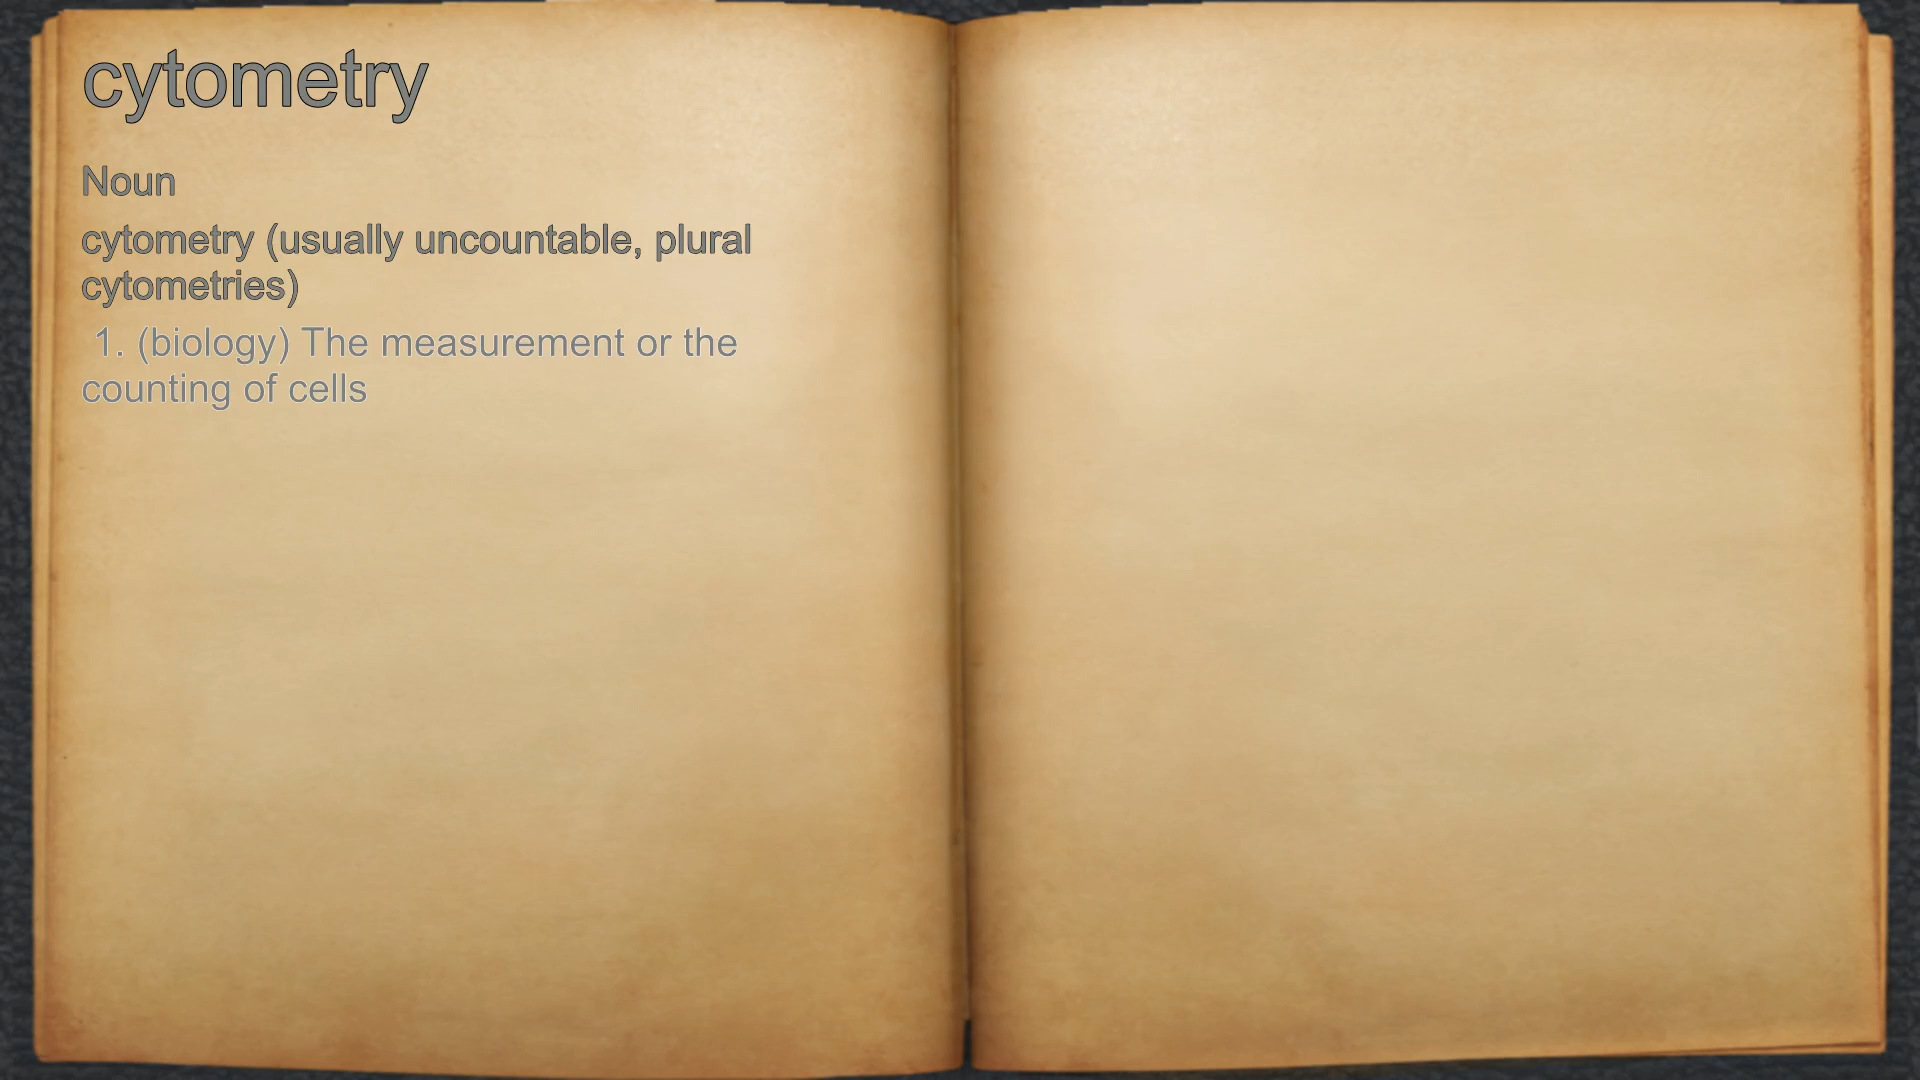 cytometry
Noun
cytometry (usually uncountable, plural
cytometries)
1. (biology) The measurement or the
counting of cells